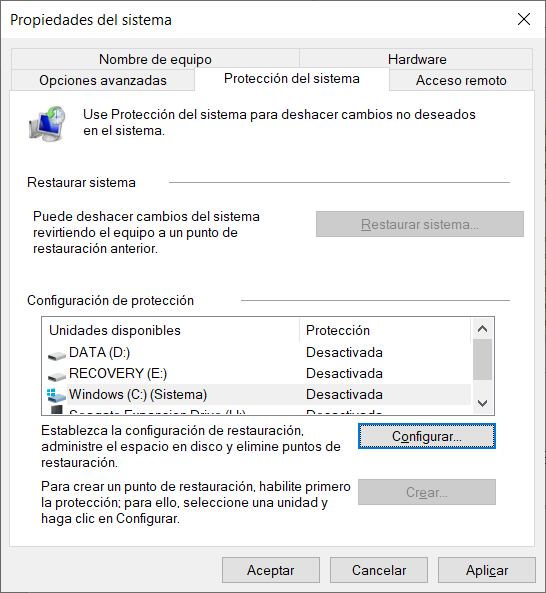 Propiedades del sistema
Nombre de equipo
Hardware
Opciones avanzadas
Protección del sistema
Acceso remoto
Use Protección del sistema para deshacer cambios no deseados
en el sistema.
Restaurar sistema
Puede deshacer cambios del sistema
revirtiendo el equipo a un punto de
restauración anterior.
Restaurar sistema...
Configuración de protección
Unidades disponibles
Protección
DATA (D:)
Desactivada
RECOVERY (E:)
Desactivada
Windows (C:) (Sistema)
Desactivada
Seagate Expansion Drive (H:)
Desactivada
Establezca la configuración de restauración,
administre el espacio en disco y elimine puntos de
restauración.
Configurar...
Para crear un punto de restauración, habilite primero
la protección; para ello, seleccione una unidad y
haga clic en Configurar.
Crear...
Aceptar
Cancelar
Aplicar